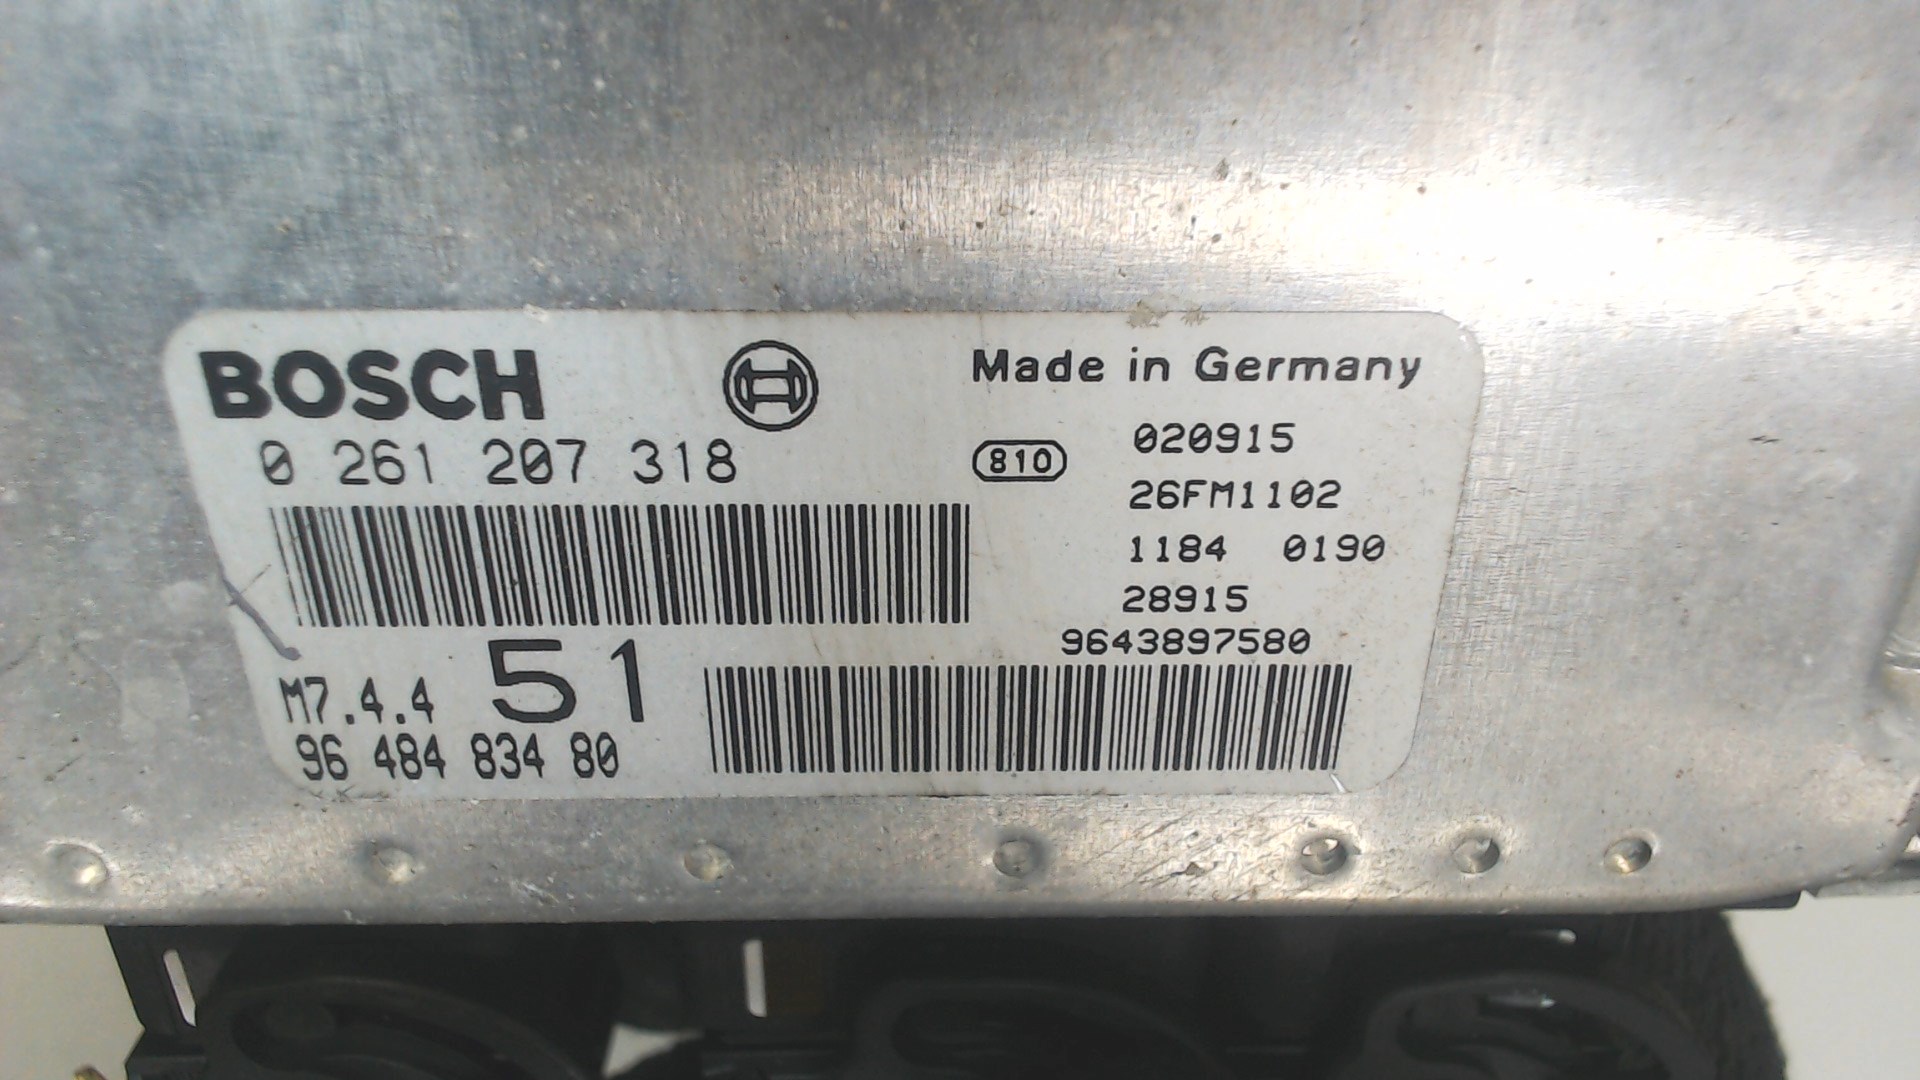 BOSCH
Made in Germany
0 261 207 318
810
020915
26FM1102
1184 0190
28915
9643897580
M7.4.4 51
96 484 834 80